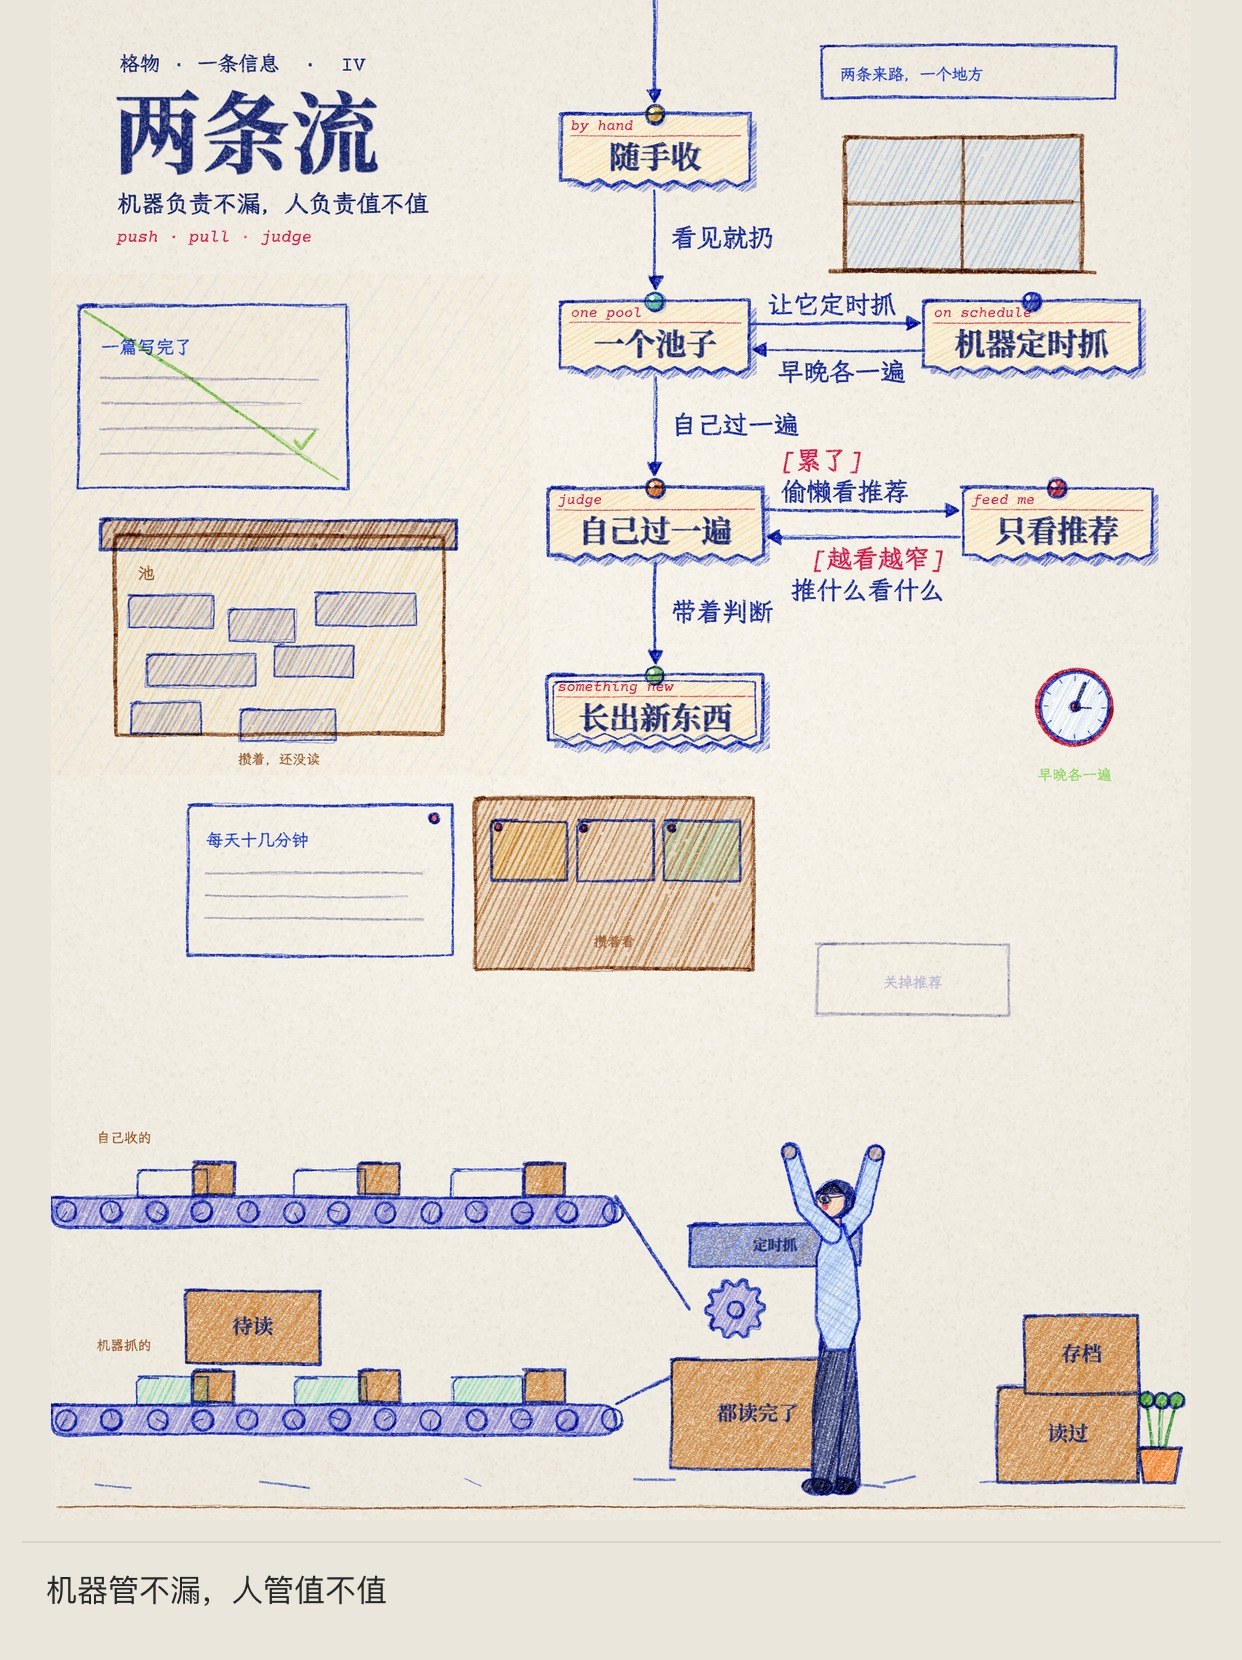 格物 · 一条信息 · IV
两条流
机器负责不漏，人负责值不值
push · pull · judge
两条来路，一个地方
by hand
随手收
看见就扔
one pool
一个池子
让它定时抓
早晚各一遍
on schedule
机器定时抓
自己过一遍
judge
自己过一遍
[累了]
偷懒看推荐
[越看越窄]
推什么看什么
feed me
只看推荐
带着判断
something new
长出新东西
一篇写完了
池
攒着，还没读
早晚各一遍
每天十几分钟
攒着看
关掉推荐
自己收的
定时抓
待读
机器抓的
都读完了
存档
读过
机器管不漏，人管值不值